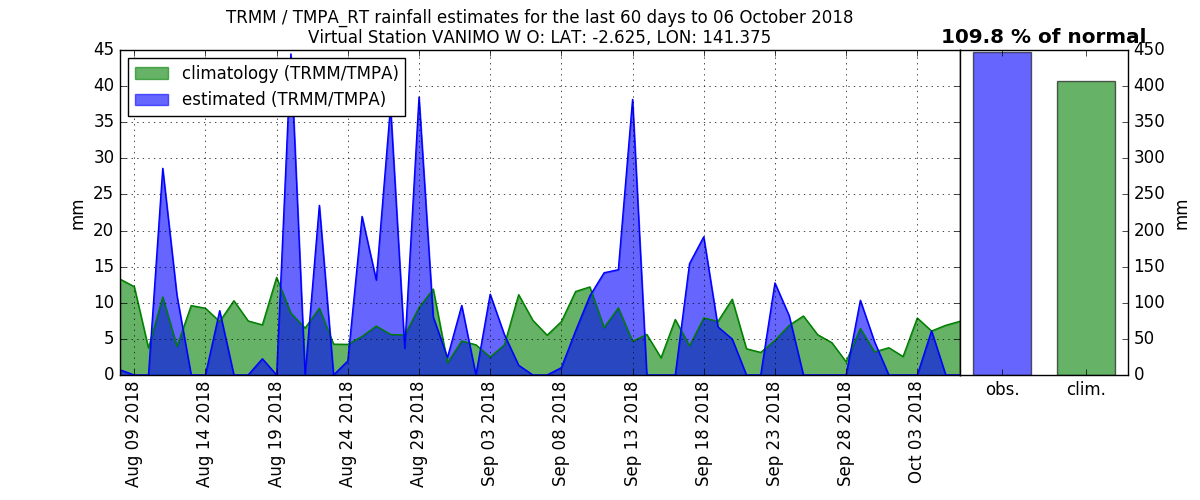 TRMM / TMPA_RT rainfall estimates for the last 60 days to 06 October 2018
Virtual Station VANIMO W O: LAT: -2.625, LON: 141.375
109.8 % of normal
climatology (TRMM/TMPA)
estimated (TRMM/TMPA)
45
40
35
30
25
20
15
10
5
0
mm
Aug 09 2018
Aug 14 2018
Aug 19 2018
Aug 24 2018
Aug 29 2018
Sep 03 2018
Sep 08 2018
Sep 13 2018
Sep 18 2018
Sep 23 2018
Sep 28 2018
Oct 03 2018
450
400
350
300
250
200
150
100
50
0
mm
obs.
clim.